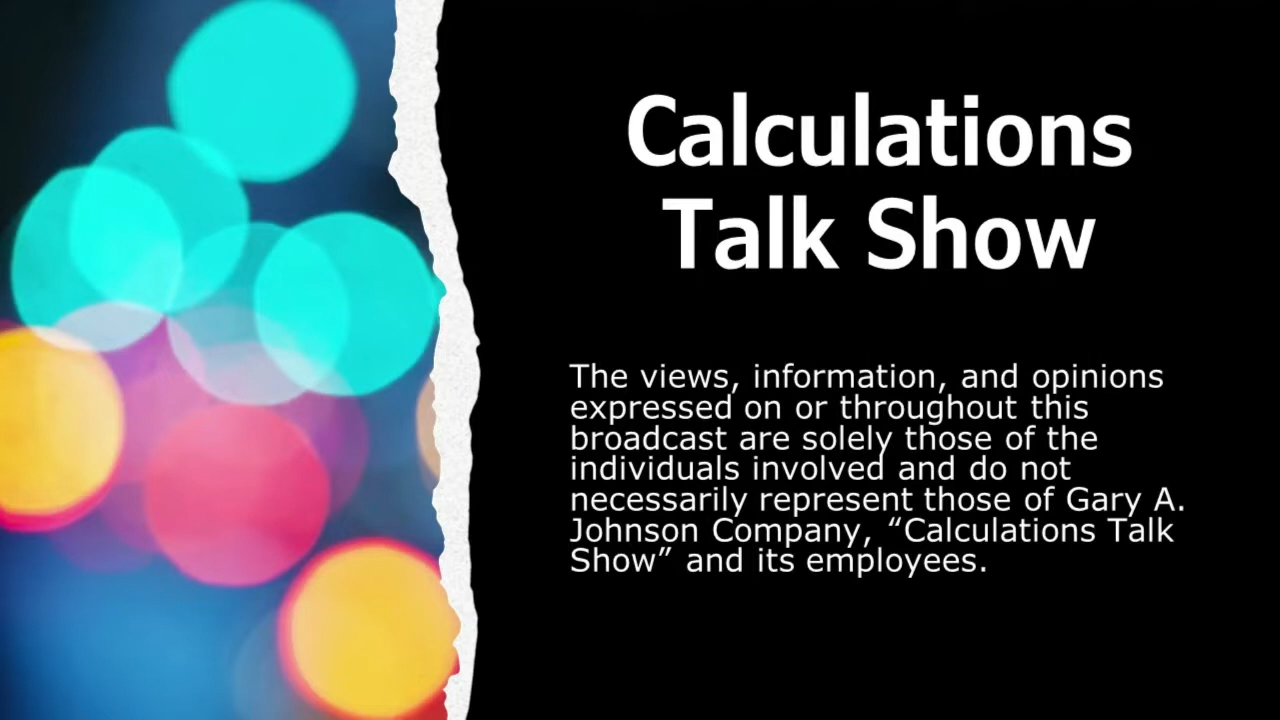 Calculations
Talk Show
The views, information, and opinions
expressed on or throughout this
broadcast are solely those of the
individuals involved and do not
necessarily represent those of Gary A.
Johnson Company, “Calculations Talk
Show” and its employees.